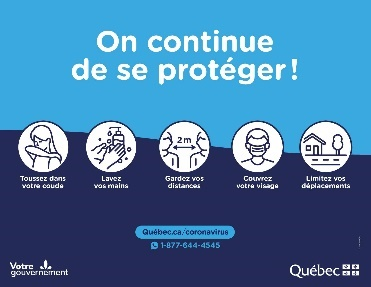 On continue
de se protéger !
2 m
Toussez dans
votre coude
Lavez
vos mains
Gardez vos
distances
Couvrez
votre visage
Limitez vos
déplacements
Québec.ca/coronavirus
1-877-644-4545
Votre
gouvernement
Québec